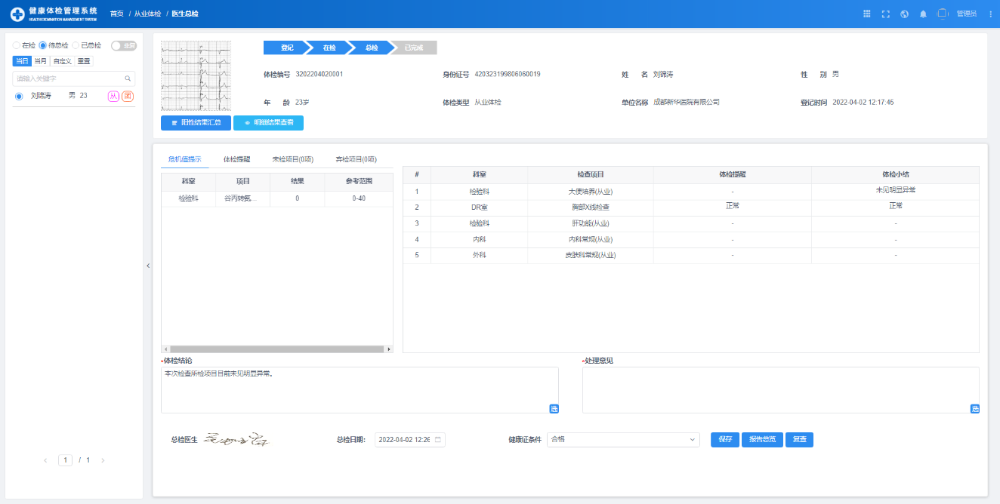 健康体检管理系统 首页 / 从业体检 / 医生总检 管理员
HEALTH EXAMINATION MANAGEMENT SYSTEM
在检 待总检 已总检
当日 当月 自定义 重置
请输入关键字
刘锦涛 男 23 从 团
登记 在检 总检 已完成
体检编号 3202204020001 身份证号 420323199806060019 姓 名 刘锦涛 性 别 男
年 龄 23岁 体检类型 从业体检 单位名称 成都新华医院有限公司 登记时间 2022-04-02 12:17:45
阳性结果汇总 明细结果查看
危机值提示 体检提醒 未检项目(0项) 弃检项目(0项)
科室 项目 结果 参考范围
检验科 谷丙转氨... 0 0-40
# 科室 检查项目 体检提醒 体检小结
1 检验科 大便培养(从业) - 未见明显异常
2 DR室 胸部X线检查 正常 正常
3 检验科 肝功能(从业) - -
4 内科 内科常规(从业) - -
5 外科 皮肤科常规(从业) - -
*体检结论
本次检查所检项目目前未见明显异常。
选
*处理意见
选
总检医生 总检日期: 2022-04-02 12:26 健康证条件 合格 保存 报告总览 复查
1 / 1